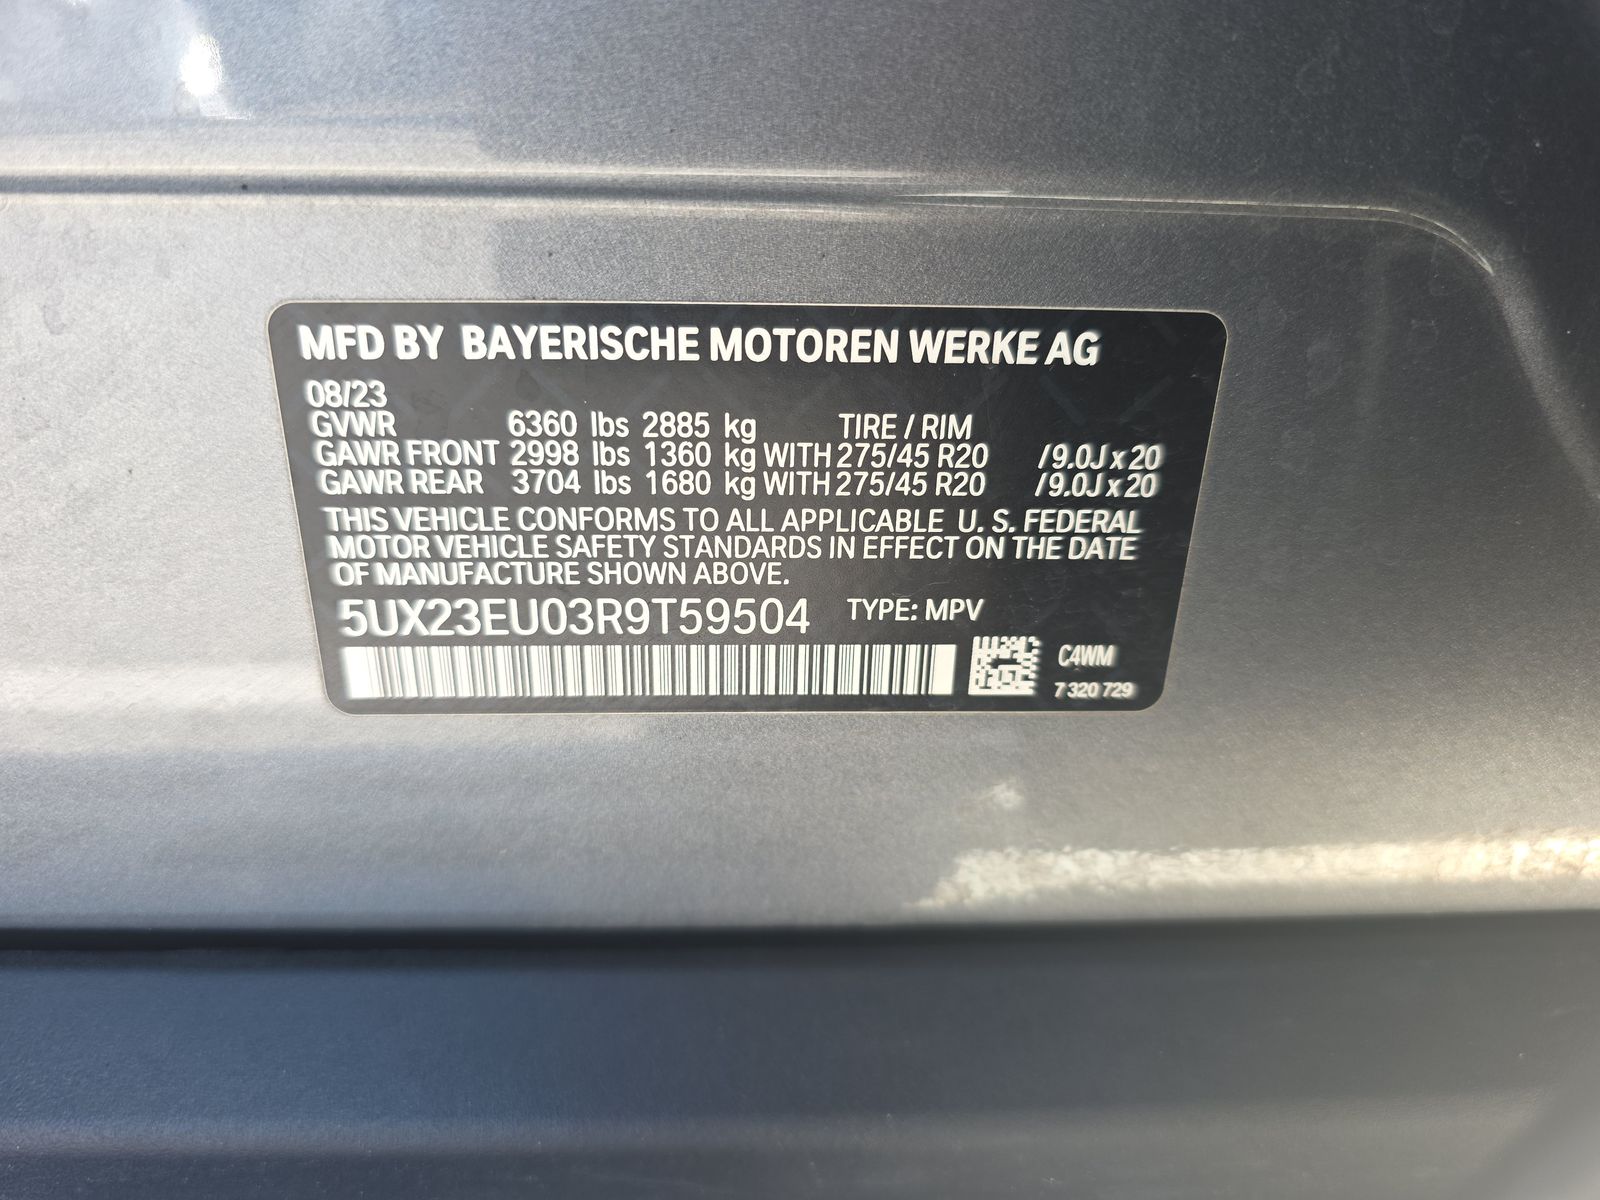 MFD BY BAYERISCHE MOTOREN WERKE AG
08/23
GVWR 6360 lbs 2885 kg TIRE / RIM
GAWR FRONT 2998 lbs 1360 kg WITH 275/45 R20 /9.0J x 20
GAWR REAR 3704 lbs 1680 kg WITH 275/45 R20 /9.0J x 20
THIS VEHICLE CONFORMS TO ALL APPLICABLE U. S. FEDERAL
MOTOR VEHICLE SAFETY STANDARDS IN EFFECT ON THE DATE
OF MANUFACTURE SHOWN ABOVE.
5UX23EU03R9T59504 TYPE: MPV
C4WM
7 320 729